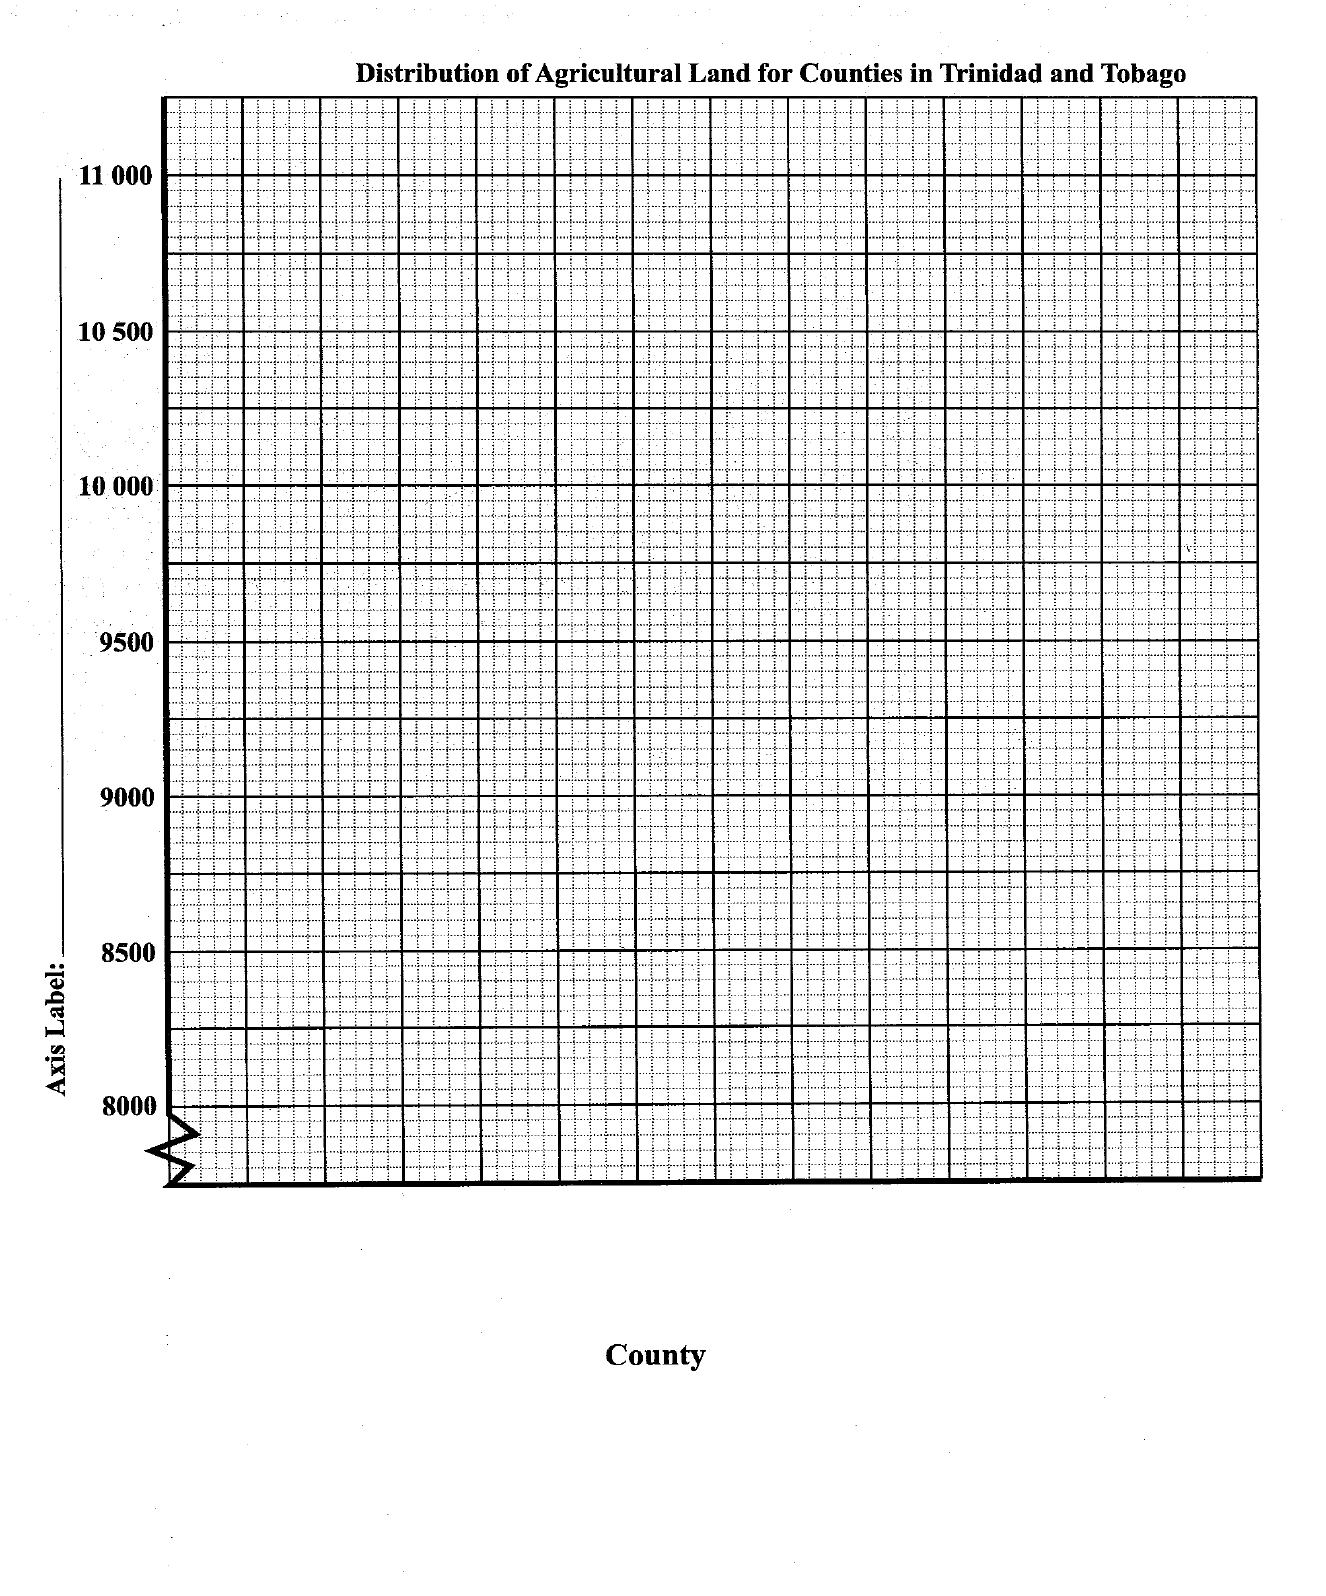 Distribution of Agricultural Land for Counties in Trinidad and Tobago
11 000
10 500
10 000
9500
9000
8500
8000
Axis Label:
County